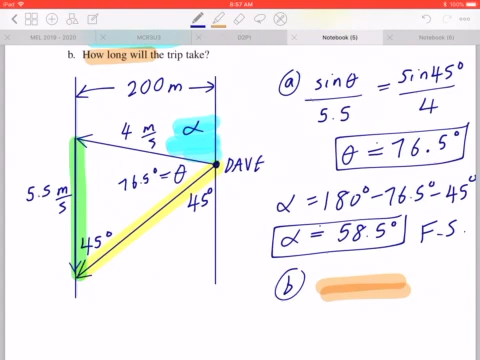 iPad
8:57 AM
100%
MEL 2019 - 2020
MCR3US
D2P1
Notebook (5)
Notebook (6)
b. How long will the trip take?
200 m
4 m/s
α
DAVE
76.5° = θ
45°
5.5 m/s
45°
(a) sinθ/5.5 = sin45°/4
θ = 76.5°
α = 180° - 76.5° - 45°
α = 58.5° F.S.
(b)